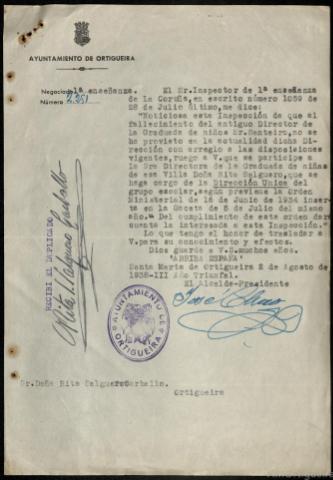 AYUNTAMIENTO DE ORTIGUEIRA
Negociado 1ª enseñanza.
Número 2.351
El Sr.Inspector de 1ª enseñanza
de La Coruña,en escrito número 1059 de
28 de Julio último,me dice:
"Noticiosa esta Inspección de que el
fallecimiento del antiguo Director de
la Graduada de niños Sr.Santeiro,no se
ha provisto en la actualidad dicha Di-
rección con arreglo a las disposiciones
vigentes,ruego a V.que se participe a
la Sra Directora de la Graduada de niñas
de esa Villa Doña Rita Salguero,que se
haga cargo de la Dirección Unica del
grupo escolar,según previene la Orden
Ministerial de 18 de Junio de 1934 inser-
to en la Gaceta de 5 de Julio del mismo
año."Del cumplimiento de esta orden dará
cuenta la interesada a esta Inspección."
Lo que tengo el honor de trasladar a
V.para su conocimiento y efectos.
Dios guarde a V.S.muchos años.
"ARRIBA ESPAÑA"
Santa Marta de Ortigueira 2 de Agosto de
1938-III Año Triunfal.
El Alcalde-Presidente
RECIBI EL DUPLICADO
Rita S. Salguero Carballo
AYUNTAMIENTO DE
ORTIGUEIRA
Sr.Doña Rita Salguero Carballo.
Ortigueira